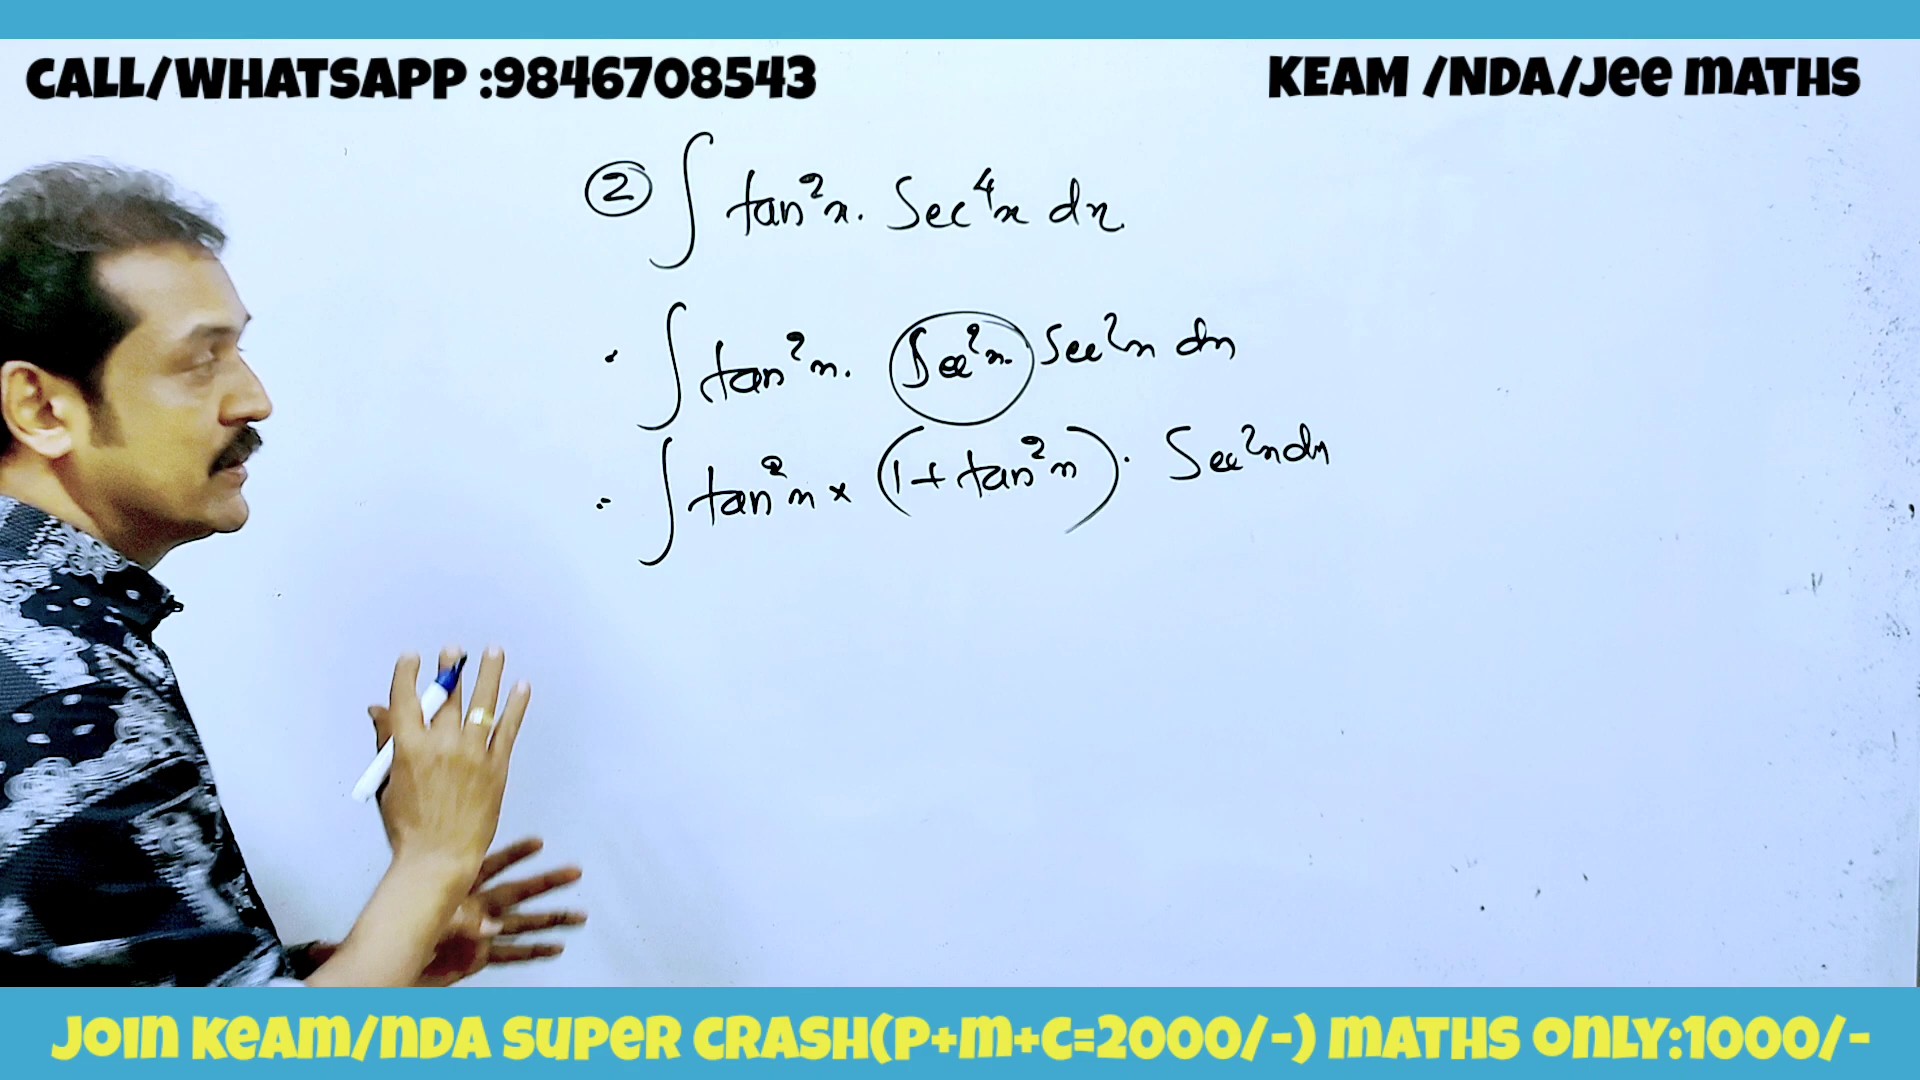 CALL/WHATSAPP :9846708543
KEAM /NDA/Jee MATHS
② ∫ tan²x. Sec⁴x dx
∫ tan²x. Sec²x. Sec²x dx
= ∫ tan²x × (1 + tan²x). Sec²x dx
JOIN KEAM/NDA SUPER CRASH(P+M+C=2000/-) MATHS ONLY:1000/-